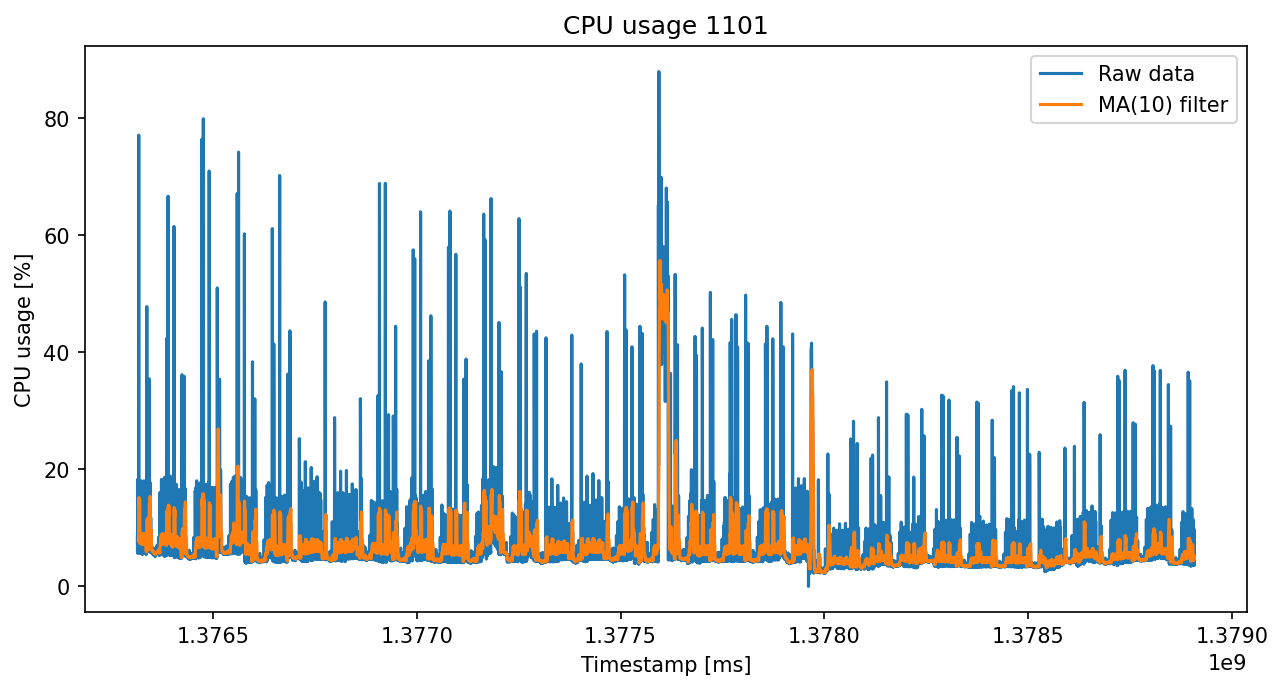 CPU usage 1101
Raw data
MA(10) filter
CPU usage [%]
80
60
40
20
0
1.3765 1.3770 1.3775 1.3780 1.3785 1.3790
1e9
Timestamp [ms]